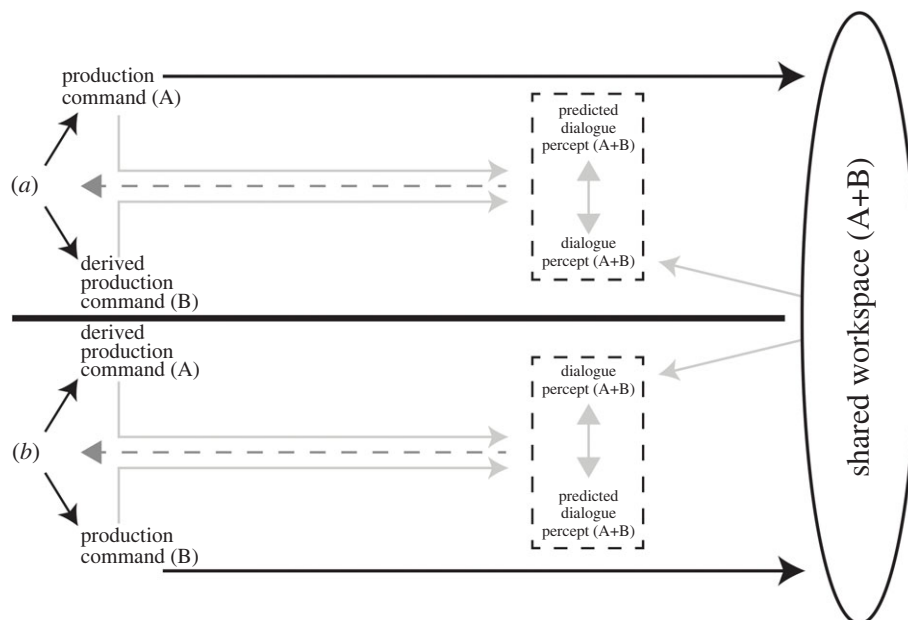 production
command (A)
predicted
dialogue
percept (A+B)
(a)
dialogue
percept (A+B)
derived
production
command (B)
shared workspace (A+B)
derived
production
command (A)
dialogue
percept (A+B)
(b)
predicted
dialogue
percept (A+B)
production
command (B)